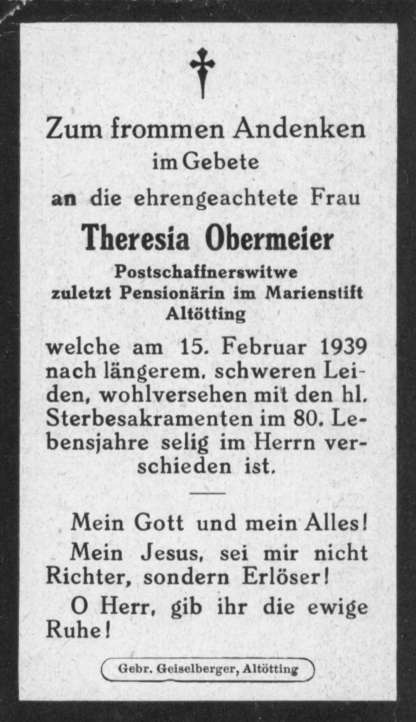 Zum frommen Andenken
im Gebete
an die ehrengeachtete Frau
Theresia Obermeier
Postschaffnerswitwe
zuletzt Pensionärin im Marienstift
Altötting
welche am 15. Februar 1939
nach längerem, schweren Lei-
den, wohlversehen mit den hl.
Sterbesakramenten im 80. Le-
bensjahre selig im Herrn ver-
schieden ist.
Mein Gott und mein Alles!
Mein Jesus, sei mir nicht
Richter, sondern Erlöser!
O Herr, gib ihr die ewige
Ruhe!
Gebr. Geiselberger, Altötting